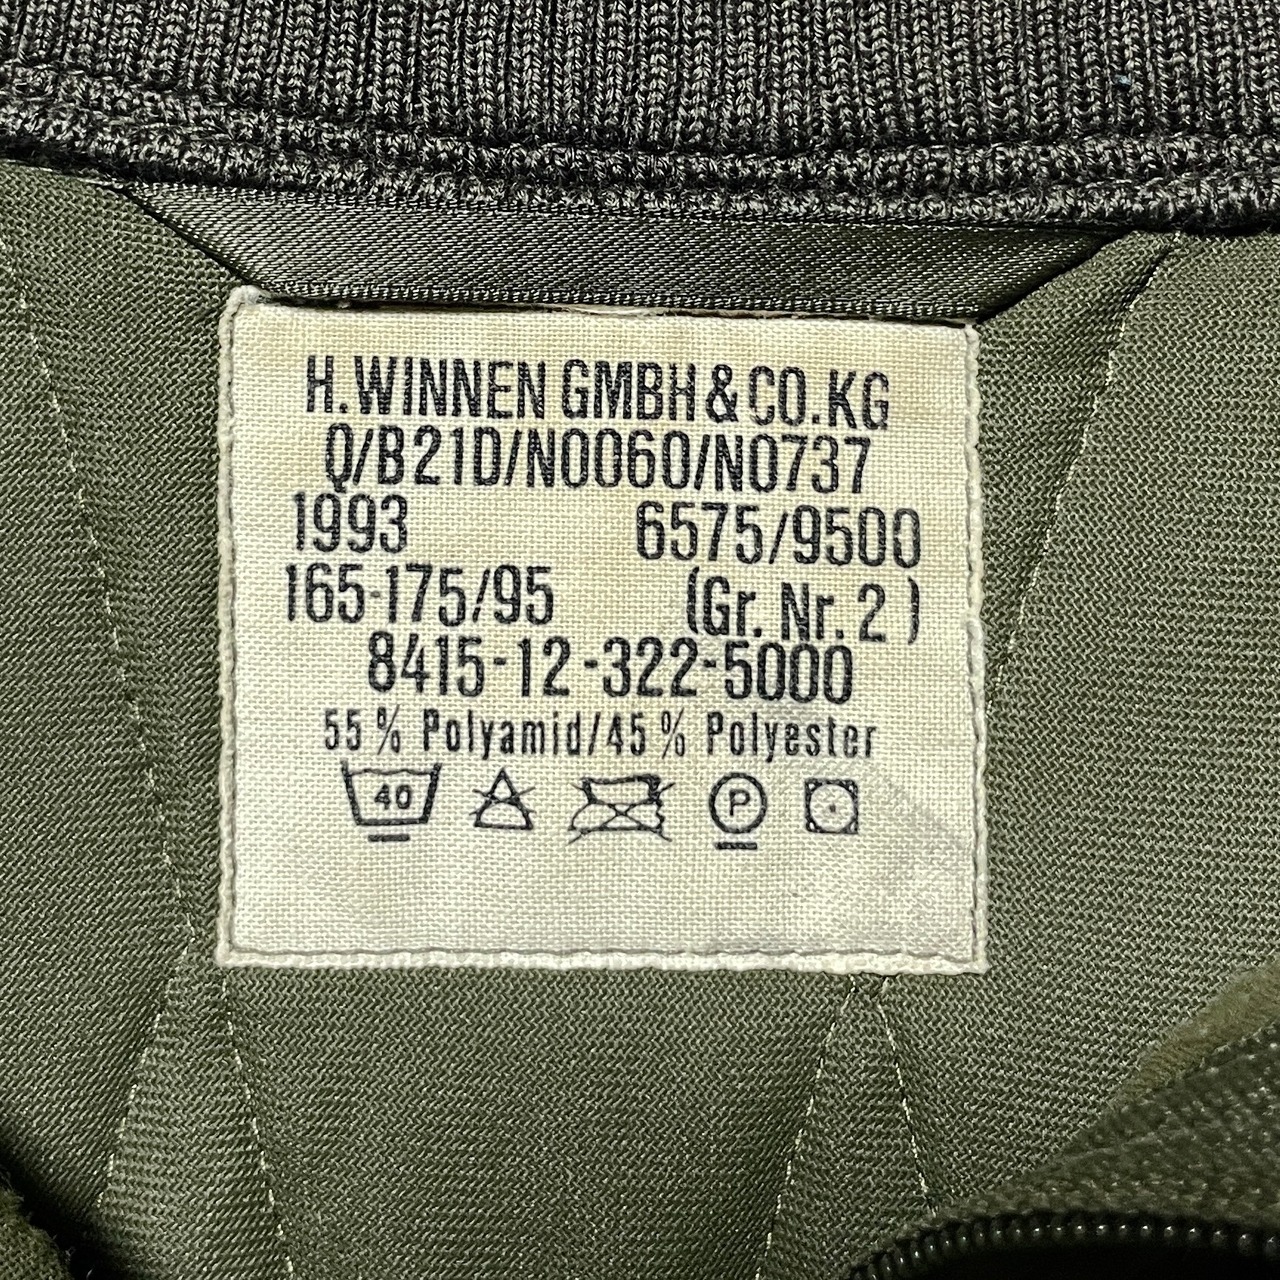 H.WINNEN GMBH & CO.KG
Q/B21D/N0060/N0737
1993 6575/9500
165-175/95 (Gr. Nr. 2 )
8415-12-322-5000
55 % Polyamid/45 % Polyester
40 P